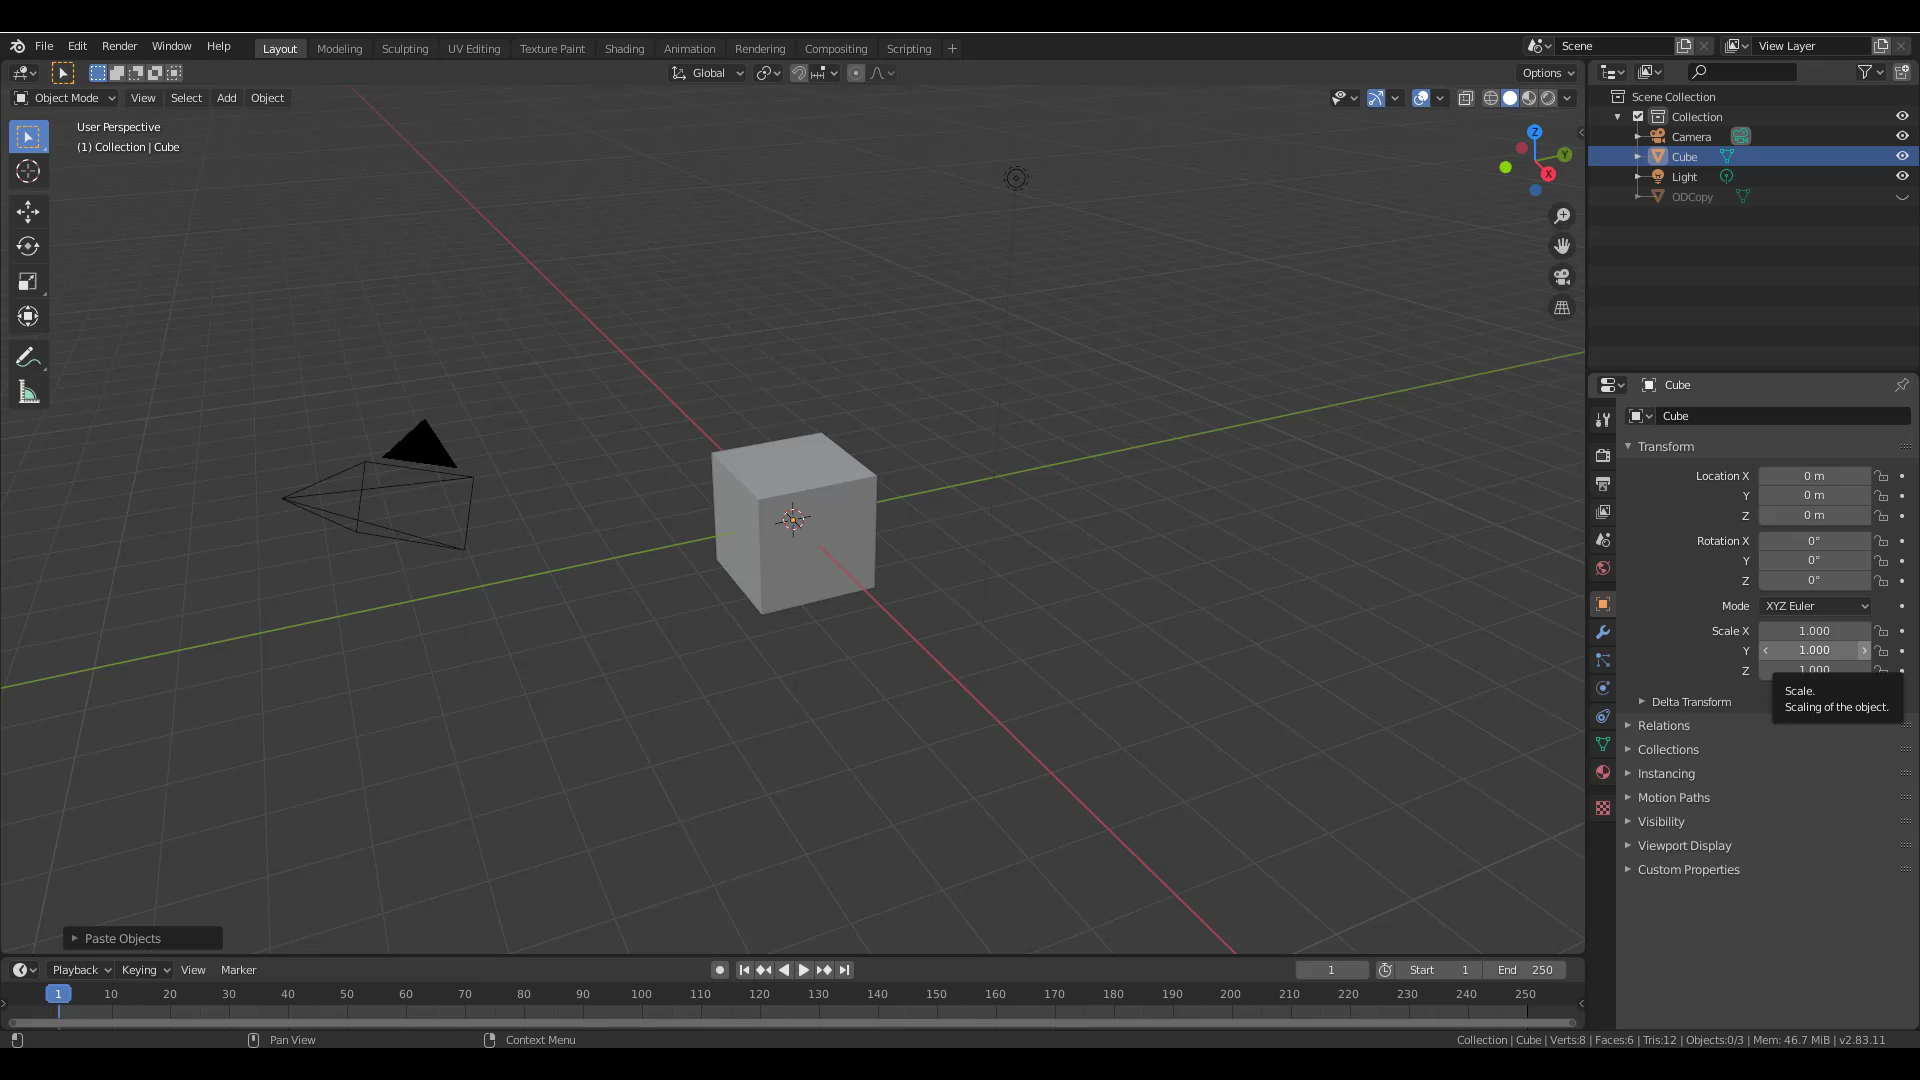 File Edit Render Window Help Layout Modeling Sculpting UV Editing Texture Paint Shading Animation Rendering Compositing Scripting + Scene View Layer
Global Options
Object Mode View Select Add Object
User Perspective
(1) Collection | Cube
Z
Y
X
Scene Collection
Collection
Camera
Cube
Light
ODCopy
Cube
Cube
Transform
Location X 0 m
Y 0 m
Z 0 m
Rotation X 0°
Y 0°
Z 0°
Mode XYZ Euler
Scale X 1.000
Y 1.000
Z 1.000
Scale.
Scaling of the object.
Delta Transform
Relations
Collections
Instancing
Motion Paths
Visibility
Viewport Display
Custom Properties
Paste Objects
Playback Keying View Marker 1 Start 1 End 250
1 10 20 30 40 50 60 70 80 90 100 110 120 130 140 150 160 170 180 190 200 210 220 230 240 250
Pan View Context Menu Collection | Cube | Verts:8 | Faces:6 | Tris:12 | Objects:0/3 | Mem: 46.7 MiB | v2.83.11